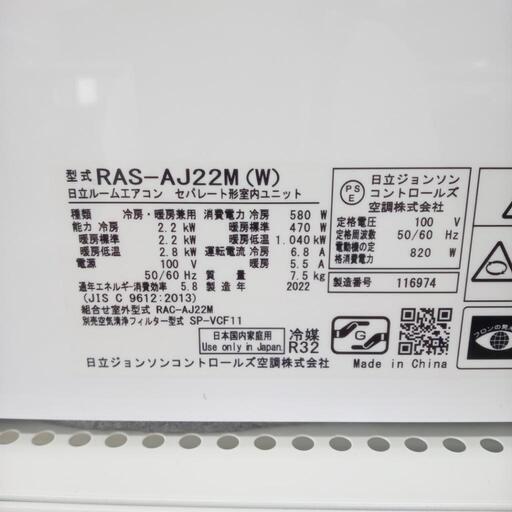 型式 RAS-AJ22M(W)
日立ルームエアコン セパレート形室内ユニット
種類 冷房・暖房兼用 消費電力 冷房 580 W
能力 冷房 2.2 kW 暖房標準 470 W
暖房標準 2.2 kW 暖房低温 1.040 kW
暖房低温 2.8 kW 運転電流 冷房 6.8 A
電源 100 V 暖房 5.5 A
50/60 Hz 質量 7.5 kg
通年エネルギー消費効率 5.8 製造年 2022
(JIS C 9612:2013)
組合せ室外型式 RAC-AJ22M
別売空気清浄フィルター型式 SP-VCF11
日本国内家庭用
Use only in Japan
冷媒
R32
日立ジョンソンコントロールズ空調株式会社
PS
E
日立ジョンソン
コントロールズ
空調株式会社
定格電圧 100 V
定格周波数 50/60 Hz
電動機の定
格消費電力 820 W
製造番号 116974
G
Made in China
フロンの見え